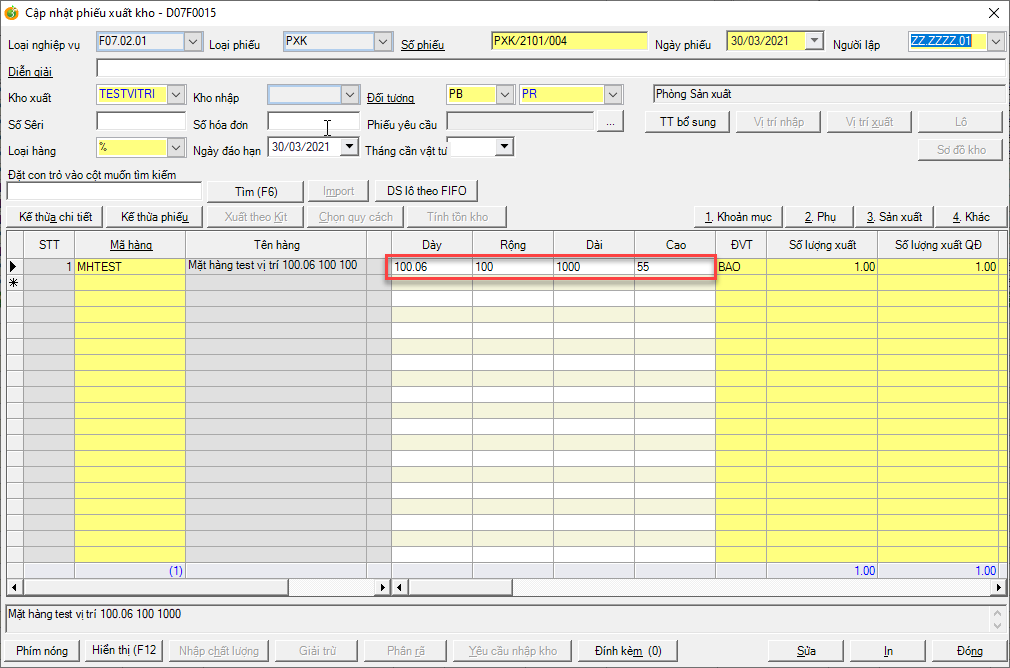 Cập nhật phiếu xuất kho - D07F0015
Loại nghiệp vụ F07.02.01 Loại phiếu PXK Số phiếu PXK/2101/004 Ngày phiếu 30/03/2021 Người lập ZZ.ZZZZ.01
Diễn giải
Kho xuất TESTVITRI Kho nhập Đối tương PB PR Phòng Sản xuất
Số Sêri Số hóa đơn Phiếu yêu cầu ... TT bổ sung Vị trí nhập Vị trí xuất Lô
Loại hàng % Ngày đáo hạn 30/03/2021 Tháng cần vật tư Sơ đồ kho
Đặt con trỏ vào cột muốn tìm kiếm
Tìm (F6) Import DS lô theo FIFO
Kế thừa chi tiết Kế thừa phiếu Xuất theo Kit Chọn quy cách Tính tồn kho 1. Khoản mục 2. Phụ 3. Sản xuất 4. Khác
STT Mã hàng Tên hàng Dày Rộng Dài Cao ĐVT Số lượng xuất Số lượng xuất QĐ
1 MHTEST Mặt hàng test vị trí 100.06 100 100 100.06 100 1000 55 BAO 1.00 1.00
(1) 1.00 1.00
Mặt hàng test vị trí 100.06 100 1000
Phím nóng Hiển thị (F12 Nhập chất lượng Giải trừ Phân rã Yêu cầu nhập kho Đính kèm (0) Sửa In Đóng